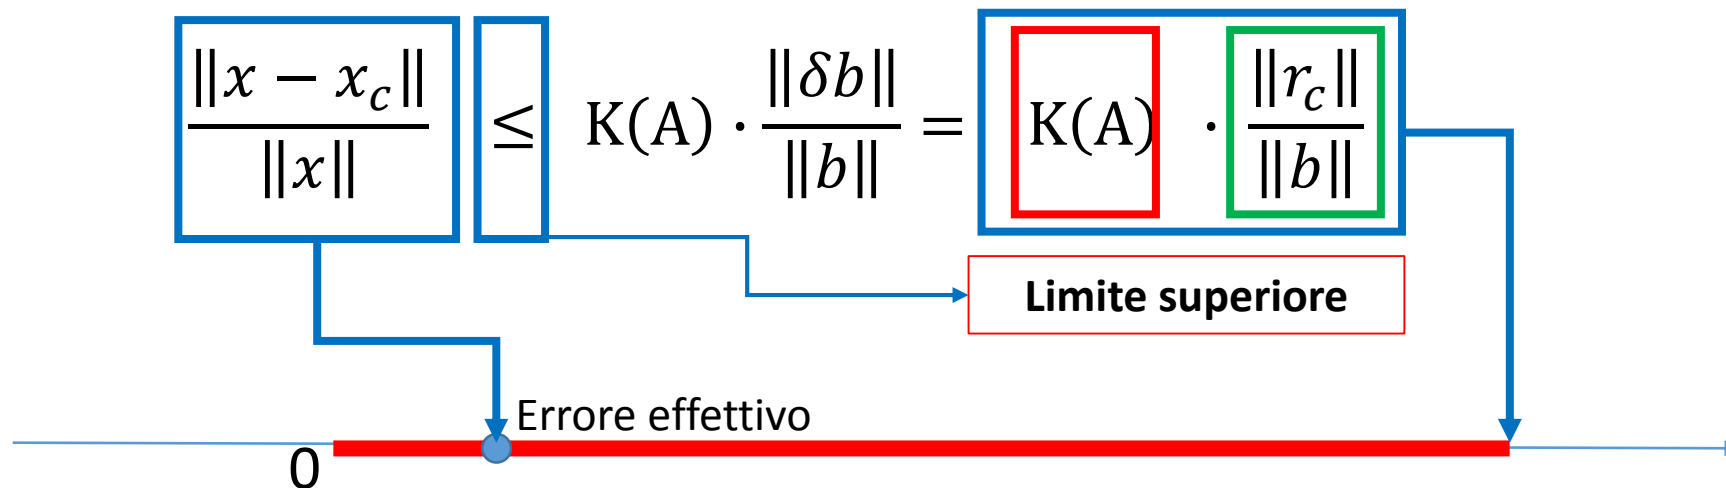 ‖x − x_c‖ / ‖x‖ ≤ K(A) · ‖δb‖ / ‖b‖ = K(A) · ‖r_c‖ / ‖b‖
Limite superiore
Errore effettivo
0